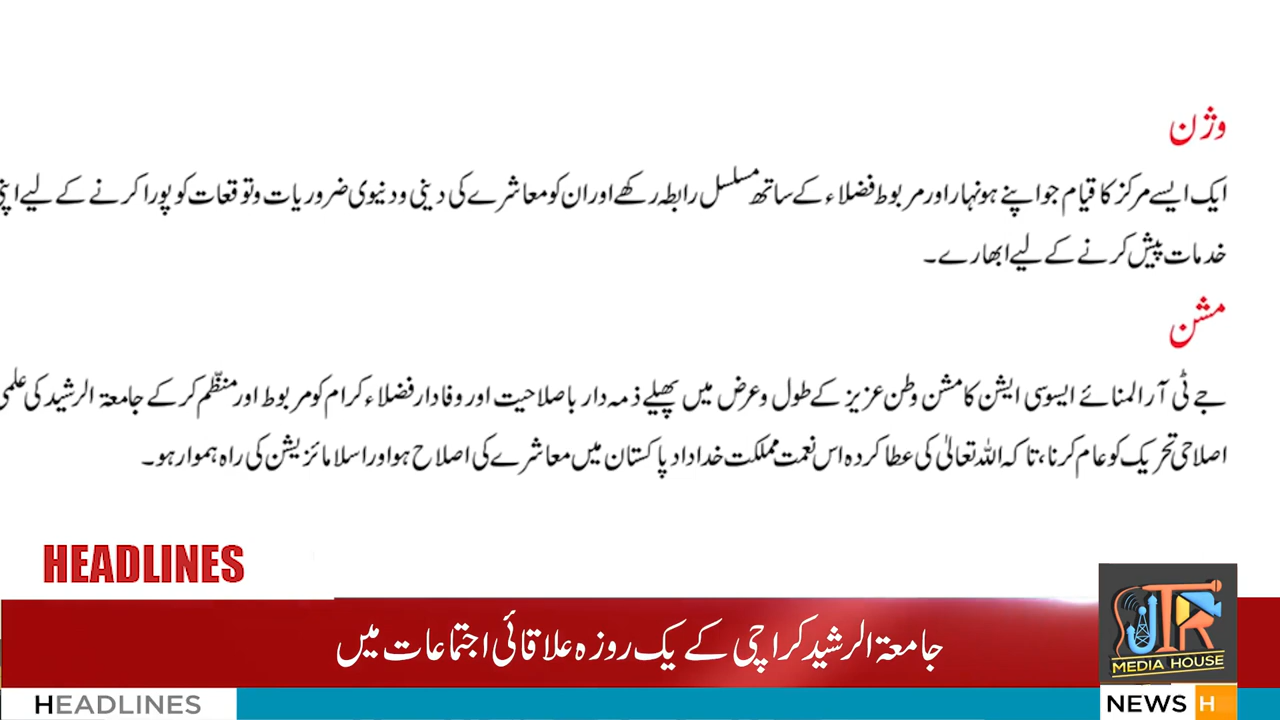 وژن
ایک ایسے مرکز کا قیام جو اپنے ہونہار اور مربوط فضلاء کے ساتھ مسلسل رابطہ رکھے اور ان کو معاشرے کی دینی و دنیوی ضروریات و توقعات کو پورا کرنے کے لیے
خدمات پیش کرنے کے لیے ابھارے۔
مشن
جے ٹی آر المنائے ایسوسی ایشن کا مشن وطن عزیز کے طول و عرض میں پھیلے ذمہ دار باصلاحیت اور وفادار فضلاء کرام کو مربوط اور منظّم کر کے جامعۃ الرشید کی علمی
اصلاحی تحریک کو عام کرنا، تاکہ اللہ تعالیٰ کی عطا کردہ اس نعمت مملکت خداداد پاکستان میں معاشرے کی اصلاح ہو اور اسلامائزیشن کی راہ ہموار ہو۔
HEADLINES
جامعۃ الرشید کراچی کے یک روزہ علاقائی اجتماعات میں
JTR
MEDIA HOUSE
HEADLINES
NEWS H